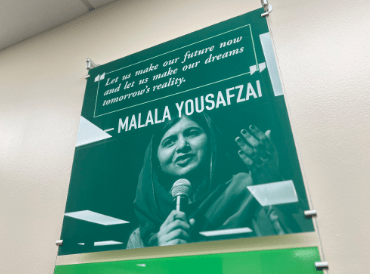 "Let us make our future now
and let us make our dreams
tomorrow's reality.
MALALA YOUSAFZAI